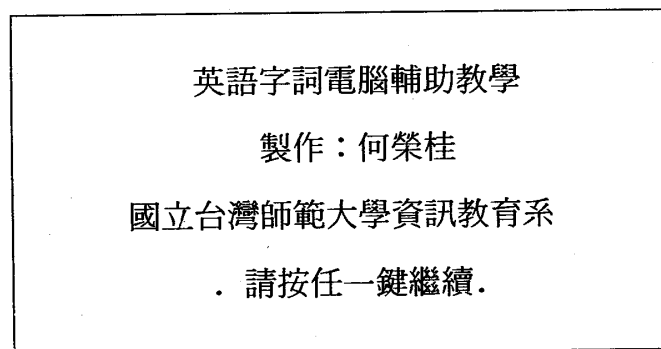 英語字詞電腦輔助教學
製作：何榮桂
國立台灣師範大學資訊教育系
．請按任一鍵繼續．